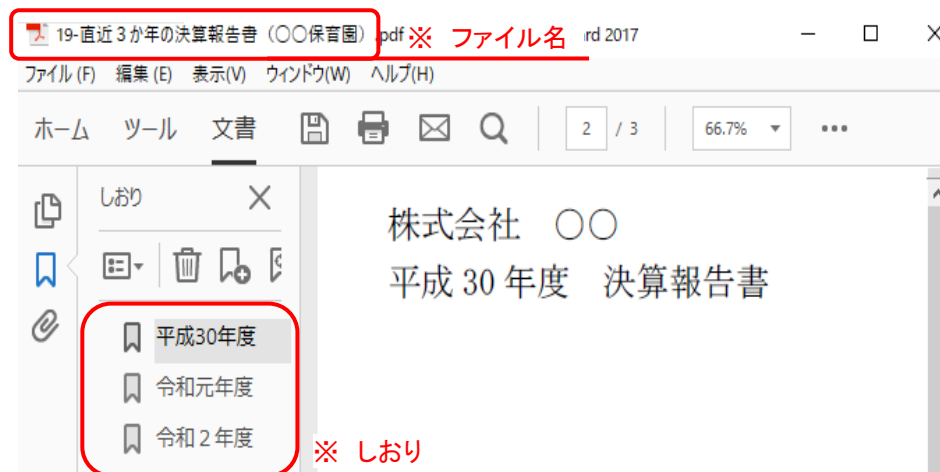 19-直近３か年の決算報告書（〇〇保育園）.pdf ※ ファイル名 rd 2017
ファイル(F) 編集(E) 表示(V) ウィンドウ(W) ヘルプ(H)
ホーム ツール 文書 2 / 3 66.7%
しおり
株式会社　〇〇
平成 30 年度　決算報告書
平成30年度
令和元年度
令和２年度
※ しおり